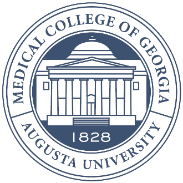 MEDICAL COLLEGE OF GEORGIA
1828
AUGUSTA UNIVERSITY